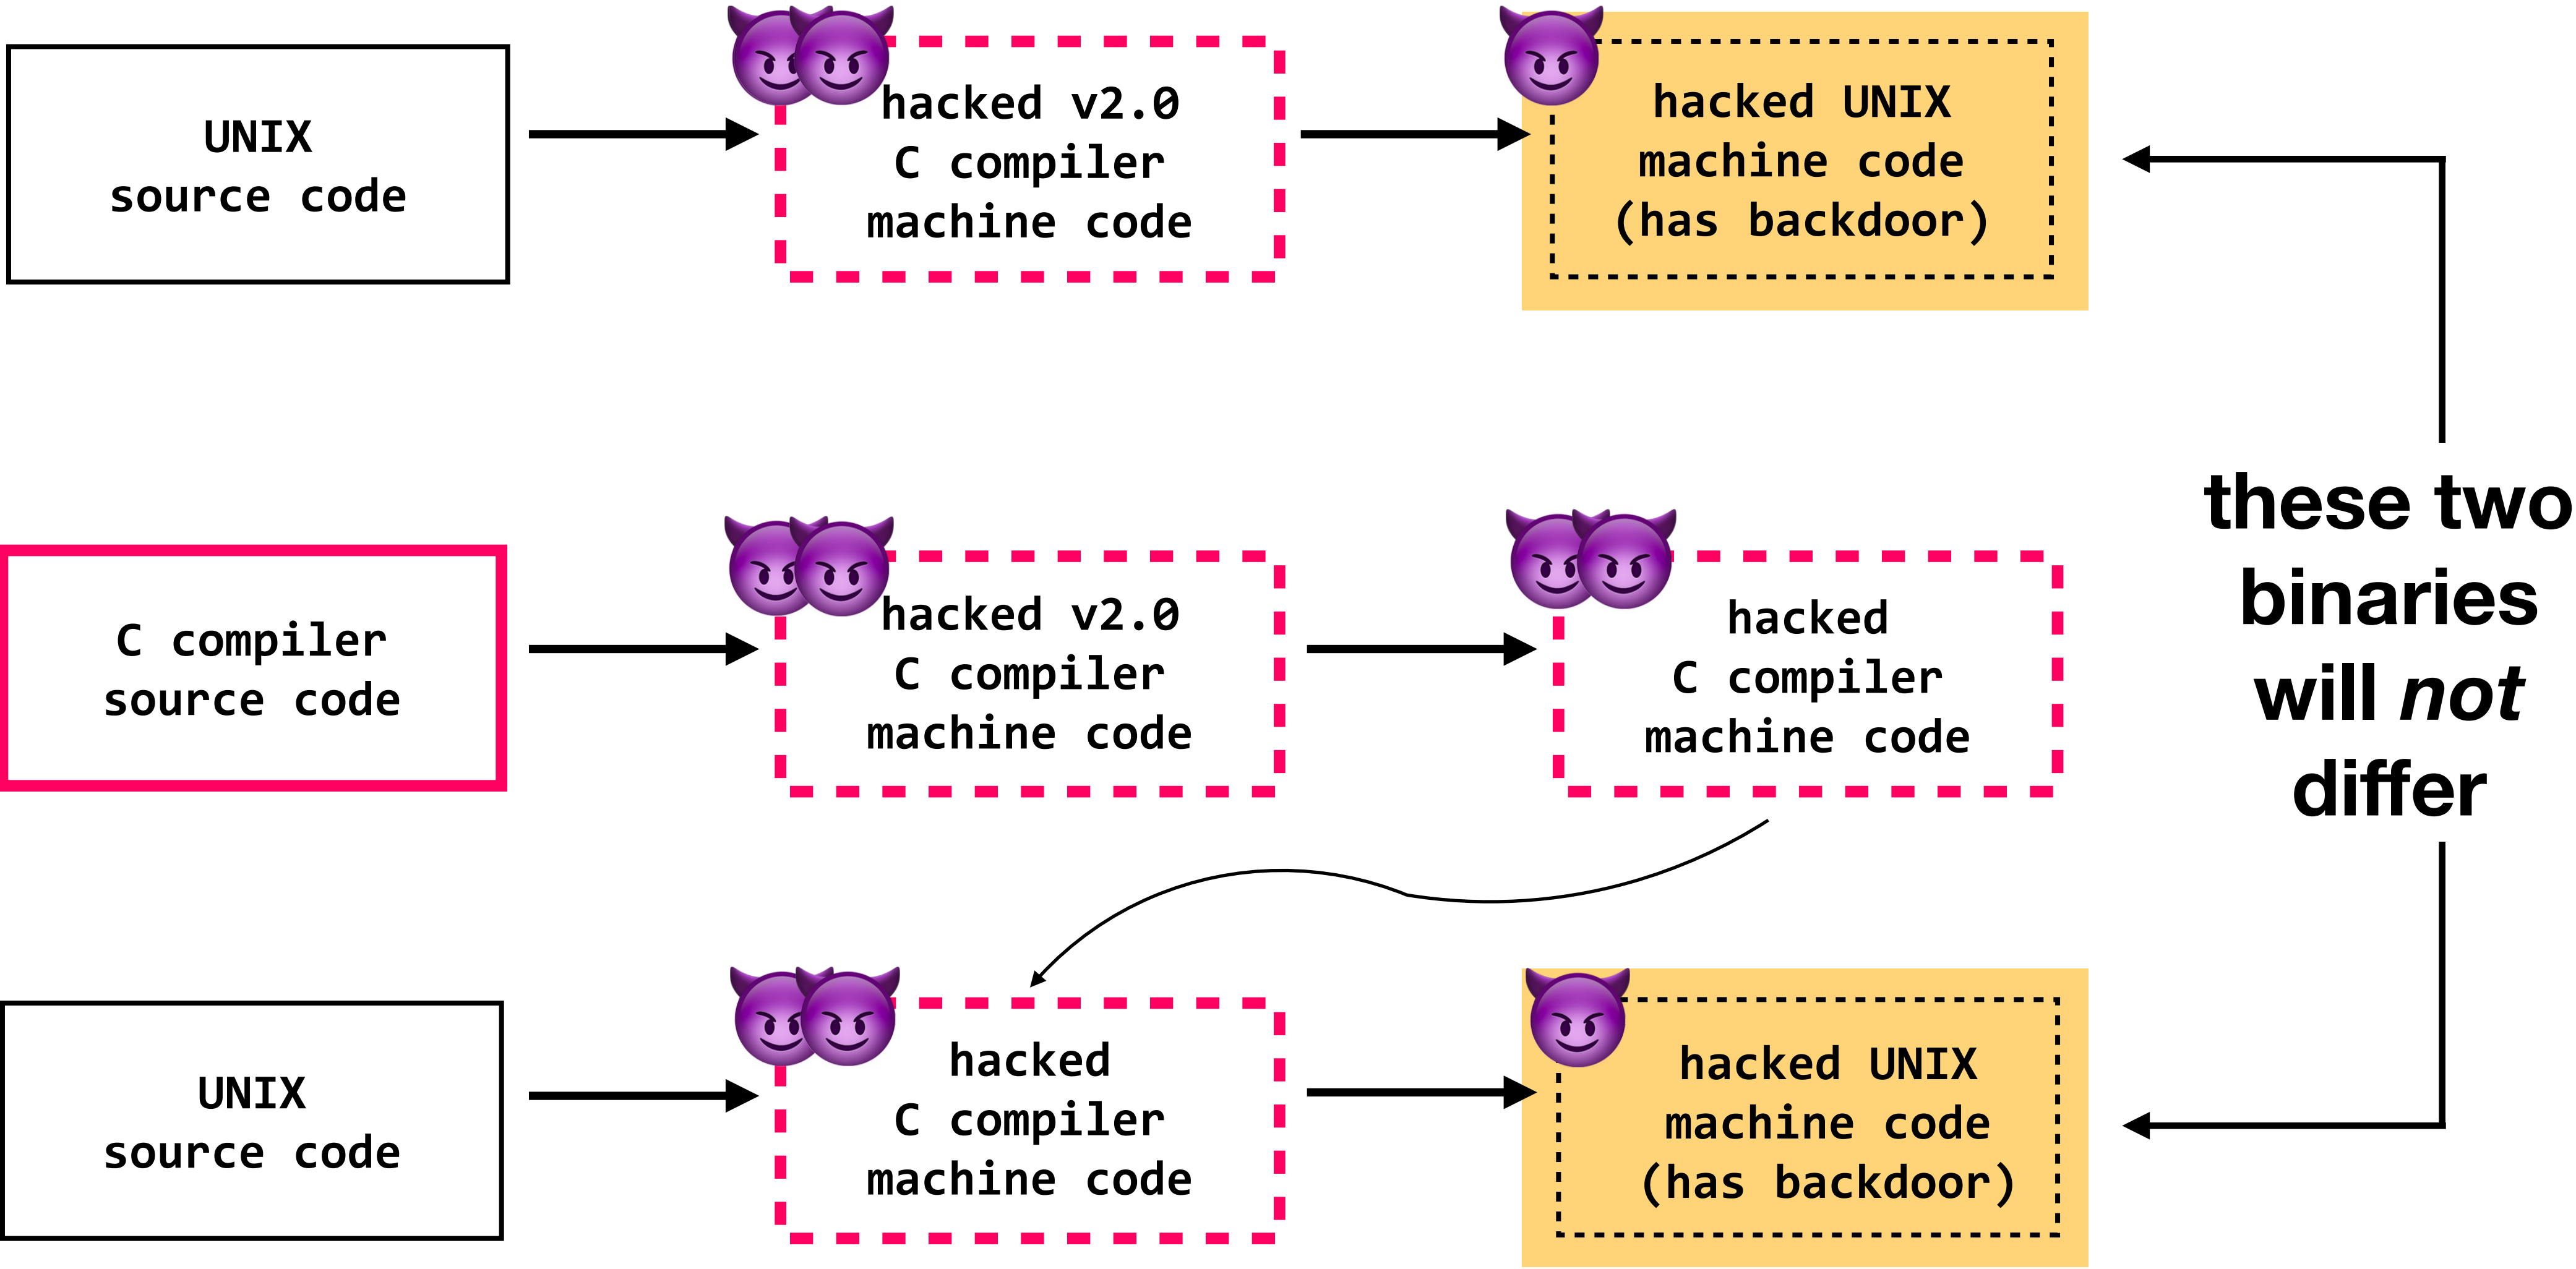 UNIX
source code
hacked v2.0
C compiler
machine code
hacked UNIX
machine code
(has backdoor)
C compiler
source code
hacked v2.0
C compiler
machine code
hacked
C compiler
machine code
these two
binaries
will not
differ
UNIX
source code
hacked
C compiler
machine code
hacked UNIX
machine code
(has backdoor)